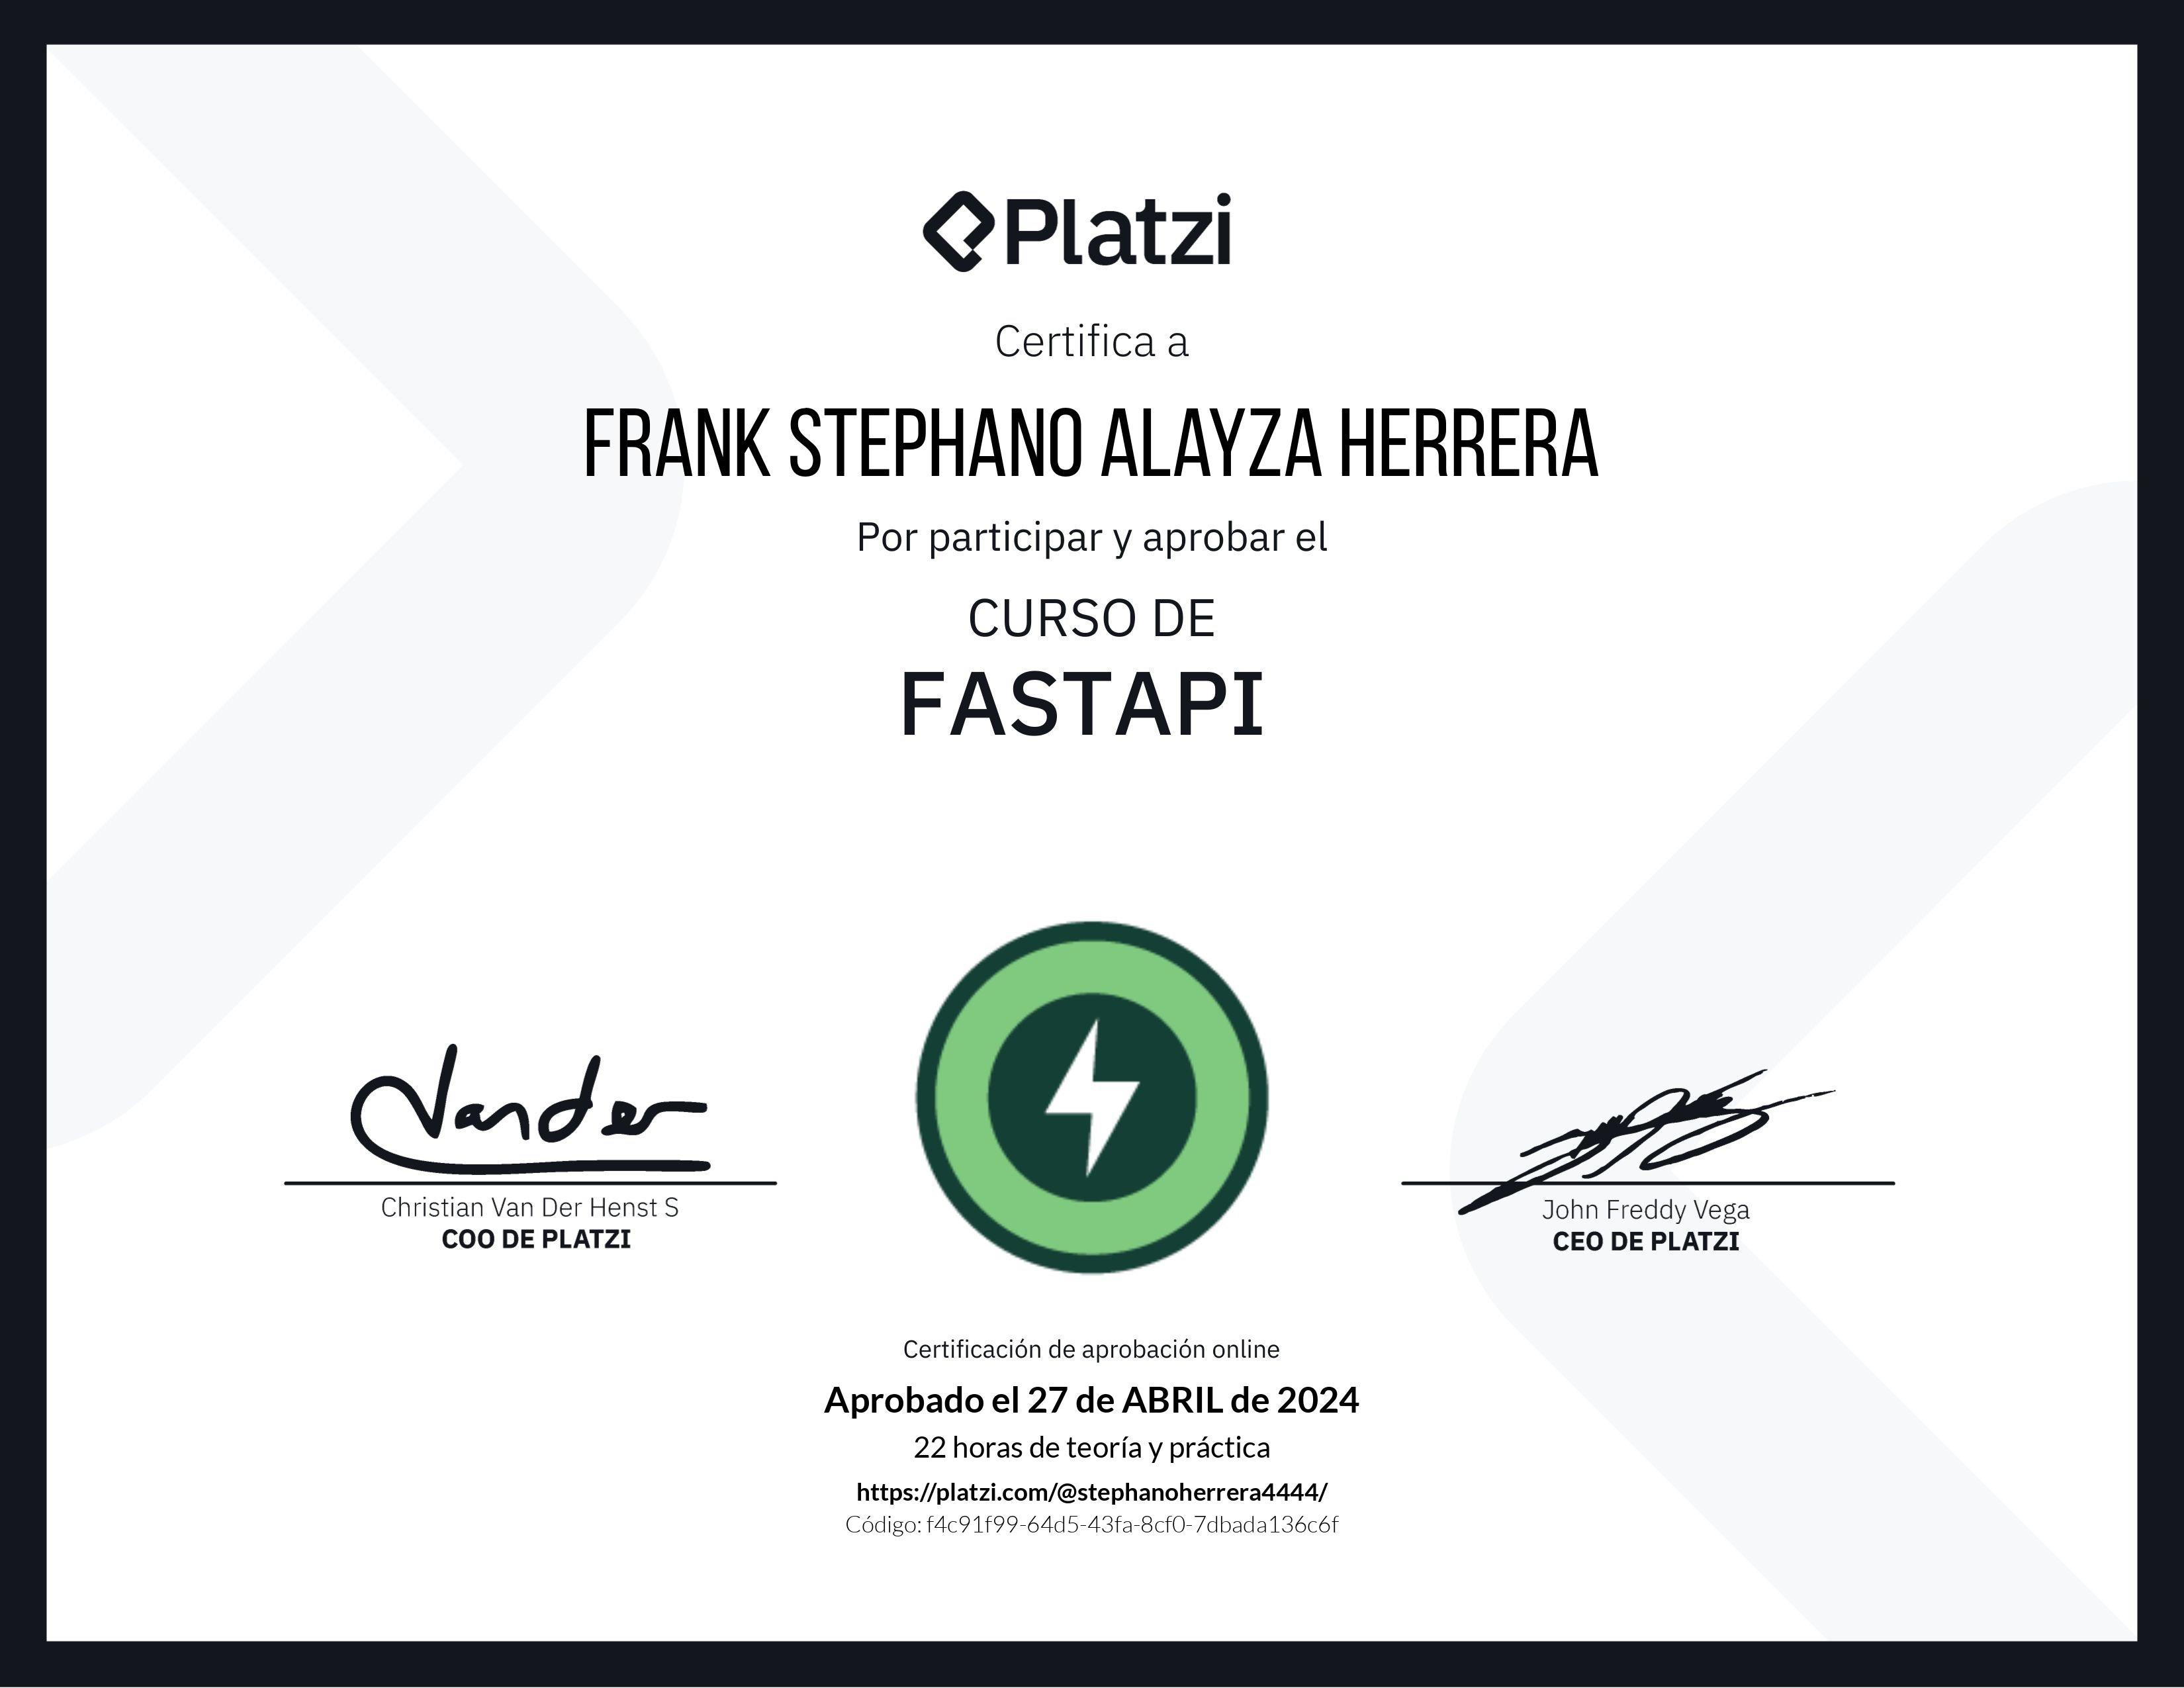 Platzi
Certifica a
FRANK STEPHANO ALAYZA HERRERA
Por participar y aprobar el
CURSO DE
FASTAPI
Vander
Christian Van Der Henst S
COO DE PLATZI
John Freddy Vega
CEO DE PLATZI
Certificación de aprobación online
Aprobado el 27 de ABRIL de 2024
22 horas de teoría y práctica
https://platzi.com/@stephanoherrera4444/
Código: f4c91f99-64d5-43fa-8cf0-7dbada136c6f